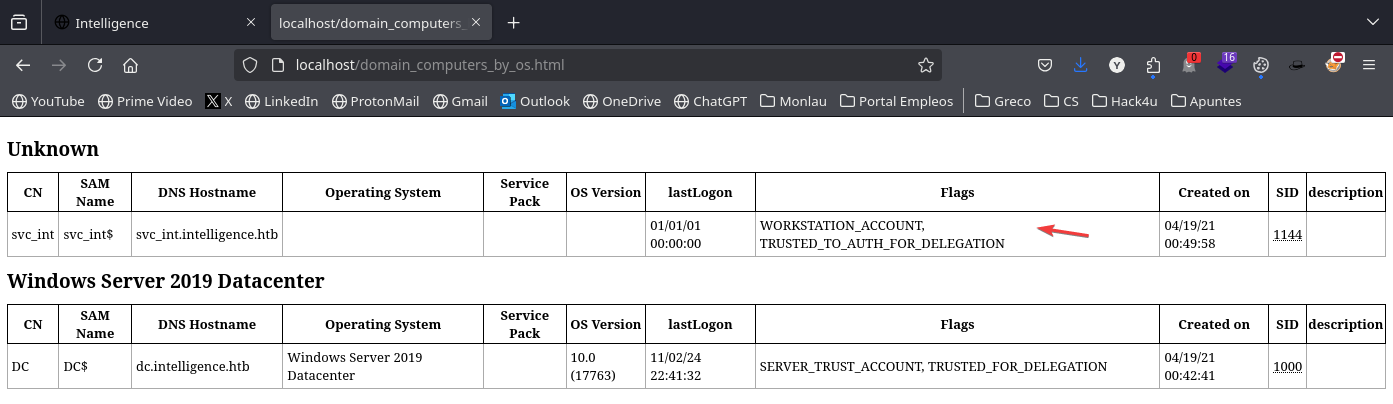 Intelligence
localhost/domain_computers_
localhost/domain_computers_by_os.html
0
16
YouTube Prime Video X LinkedIn ProtonMail Gmail Outlook OneDrive ChatGPT Monlau Portal Empleos Greco CS Hack4u Apuntes
Unknown
CN SAM Name DNS Hostname Operating System Service Pack OS Version lastLogon Flags Created on SID description
svc_int svc_int$ svc_int.intelligence.htb 01/01/01 00:00:00 WORKSTATION_ACCOUNT, TRUSTED_TO_AUTH_FOR_DELEGATION 04/19/21 00:49:58 1144
Windows Server 2019 Datacenter
CN SAM Name DNS Hostname Operating System Service Pack OS Version lastLogon Flags Created on SID description
DC DC$ dc.intelligence.htb Windows Server 2019 Datacenter 10.0 (17763) 11/02/24 22:41:32 SERVER_TRUST_ACCOUNT, TRUSTED_FOR_DELEGATION 04/19/21 00:42:41 1000